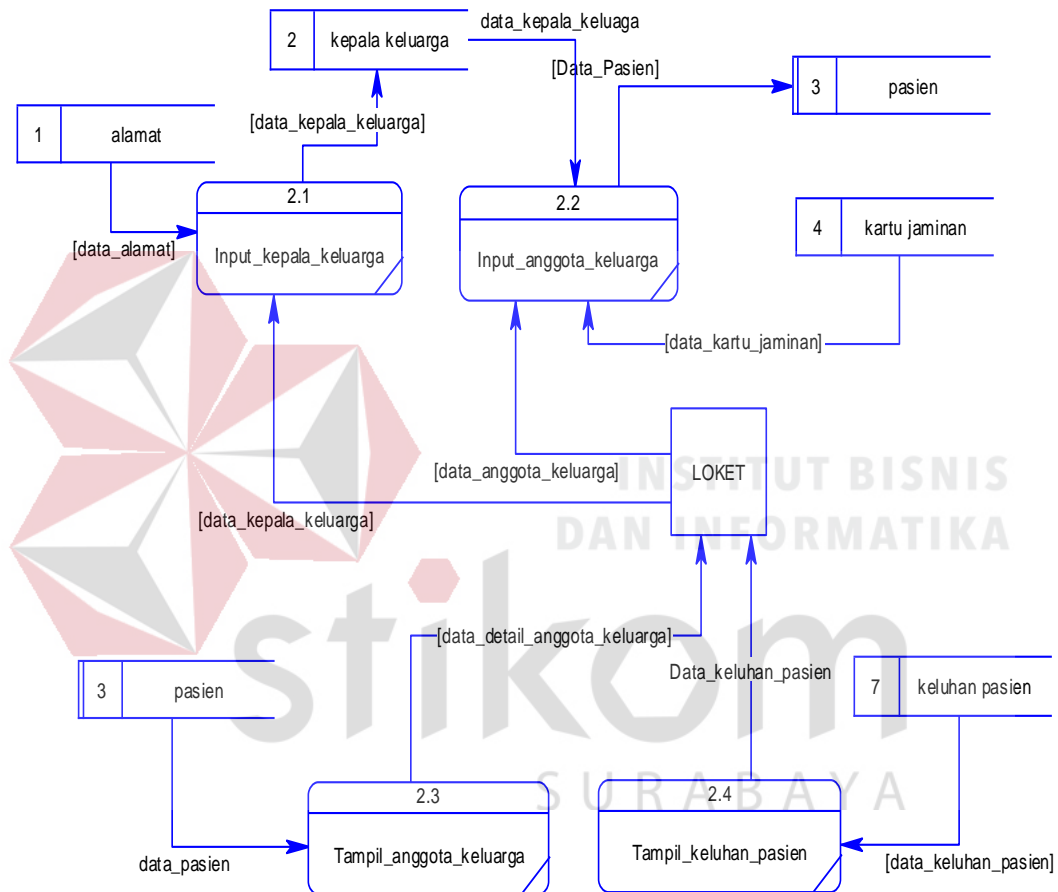 2 kepala keluarga
data_kepala_keluaga
[Data_Pasien]
3 pasien
[data_kepala_keluarga]
1 alamat
2.1
2.2
4 kartu jaminan
[data_alamat]
Input_kepala_keluarga
Input_anggota_keluarga
[data_kartu_jaminan]
[data_anggota_keluarga]
LOKET
INSTITUT BISNIS
[data_kepala_keluarga]
DAN INFORMATIKA
stikom
[data_detail_anggota_keluarga]
Data_keluhan_pasien
3 pasien
7 keluhan pasien
SURABAYA
2.3
2.4
data_pasien
Tampil_anggota_keluarga
Tampil_keluhan_pasien
[data_keluhan_pasien]